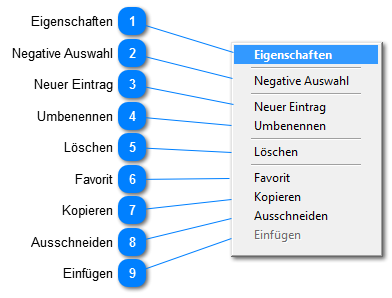 Eigenschaften 1
Negative Auswahl 2
Neuer Eintrag 3
Umbenennen 4
Löschen 5
Favorit 6
Kopieren 7
Ausschneiden 8
Einfügen 9
Eigenschaften
Negative Auswahl
Neuer Eintrag
Umbenennen
Löschen
Favorit
Kopieren
Ausschneiden
Einfügen